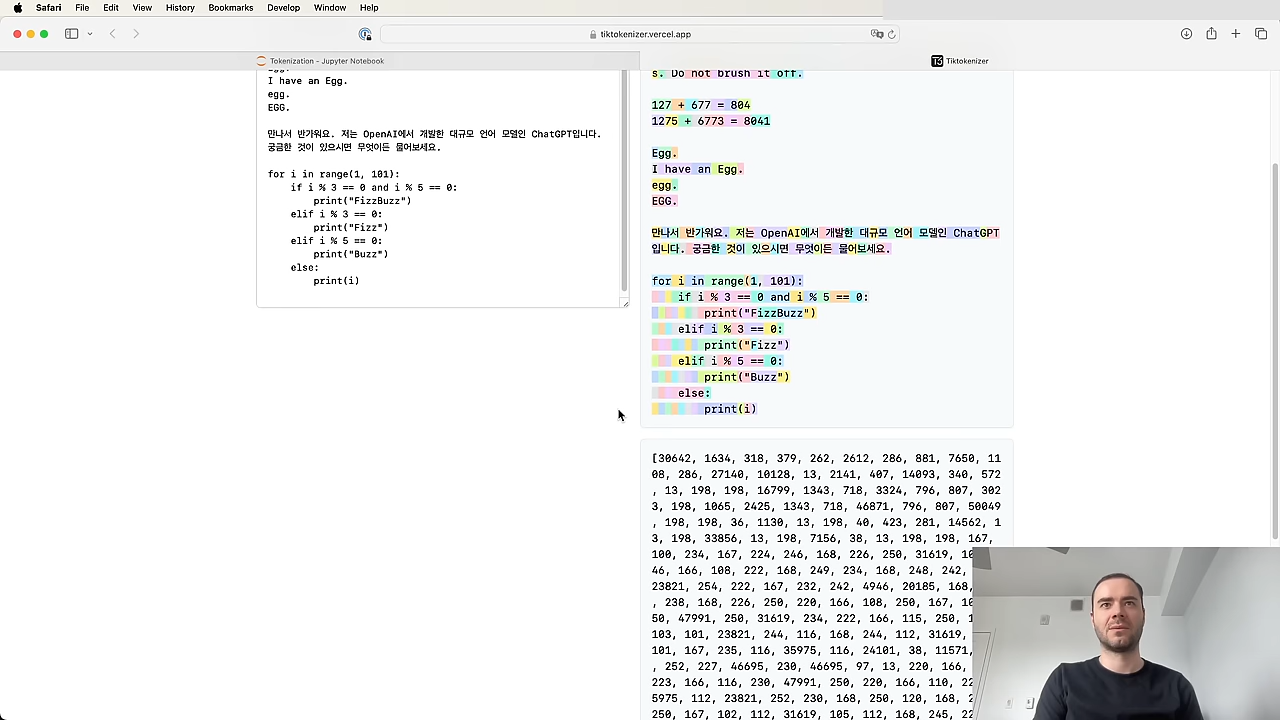 Safari File Edit View History Bookmarks Develop Window Help
tiktokenizer.vercel.app
Tokenization - Jupyter Notebook
Tiktokenizer
I have an Egg.
egg.
EGG.
만나서 반가워요. 저는 OpenAI에서 개발한 대규모 언어 모델인 ChatGPT입니다.
궁금한 것이 있으시면 무엇이든 물어보세요.
for i in range(1, 101):
    if i % 3 == 0 and i % 5 == 0:
        print("FizzBuzz")
    elif i % 3 == 0:
        print("Fizz")
    elif i % 5 == 0:
        print("Buzz")
    else:
        print(i)
s. Do not brush it off.
127 + 677 = 804
1275 + 6773 = 8041
Egg.
I have an Egg.
egg.
EGG.
만나서 반가워요. 저는 OpenAI에서 개발한 대규모 언어 모델인 ChatGPT
입니다. 궁금한 것이 있으시면 무엇이든 물어보세요.
for i in range(1, 101):
    if i % 3 == 0 and i % 5 == 0:
        print("FizzBuzz")
    elif i % 3 == 0:
        print("Fizz")
    elif i % 5 == 0:
        print("Buzz")
    else:
        print(i)
[30642, 1634, 318, 379, 262, 2612, 286, 881, 7650, 11
08, 286, 27140, 10128, 13, 2141, 407, 14093, 340, 572
, 13, 198, 198, 16799, 1343, 718, 3324, 796, 807, 302
3, 198, 1065, 2425, 1343, 718, 46871, 796, 807, 50049
, 198, 198, 36, 1130, 13, 198, 40, 423, 281, 14562, 1
3, 198, 33856, 13, 198, 7156, 38, 13, 198, 198, 167,
100, 234, 167, 224, 246, 168, 226, 250, 31619,
46, 166, 108, 222, 168, 249, 234, 168, 248, 242,
23821, 254, 222, 167, 232, 242, 4946, 20185, 168,
, 238, 168, 226, 250, 220, 166, 108, 250, 167,
50, 47991, 250, 31619, 234, 222, 166, 115, 250,
103, 101, 23821, 244, 116, 168, 244, 112, 31619,
101, 167, 235, 116, 35975, 116, 24101, 38, 11571,
, 252, 227, 46695, 230, 46695, 97, 13, 220, 166,
223, 166, 116, 230, 47991, 250, 220, 166, 110,
5975, 112, 23821, 252, 230, 168, 250, 120, 168,
250, 167, 102, 112, 31619, 105, 112, 168, 245,